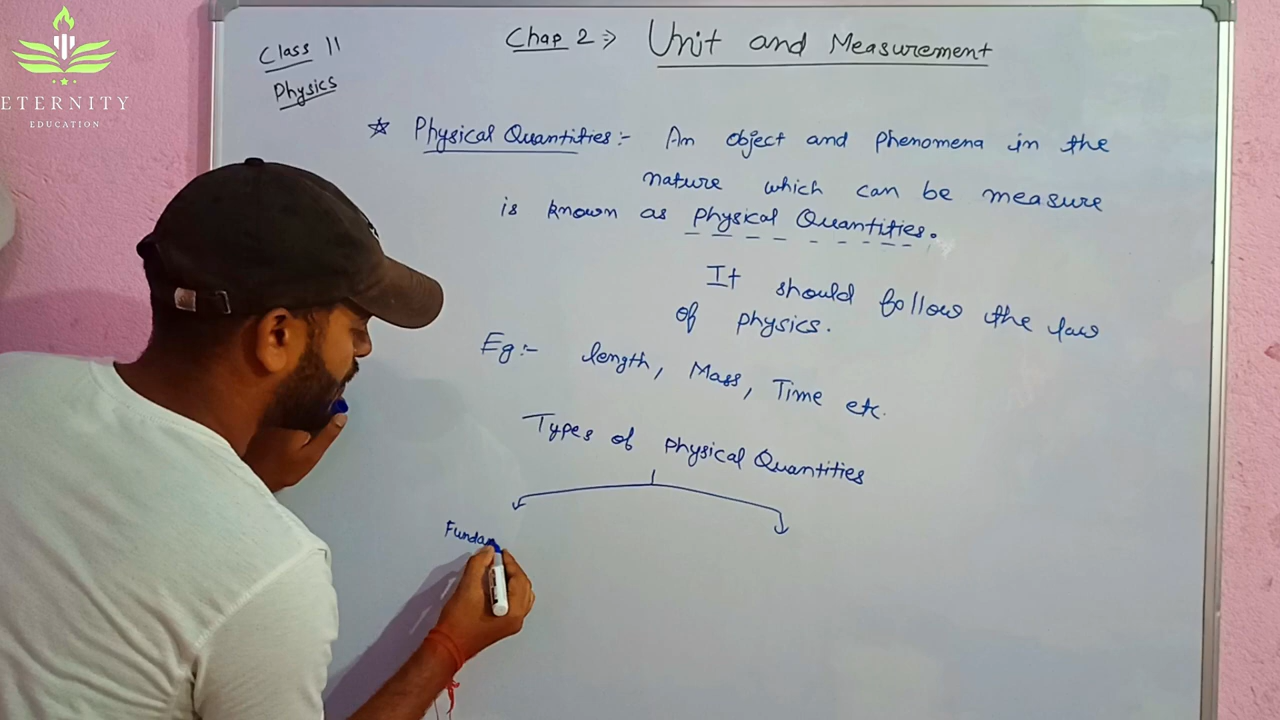 ETERNITY
EDUCATION
Class 11
Physics
Chap 2 :⇒ Unit and Measurement
☆ Physical Quantities :- An object and phenomena in the
nature which can be measure
is known as physical Quantities.
It should follow the law
of physics.
Eg :- length, Mass, Time etc.
Types of physical Quantities
Fundam